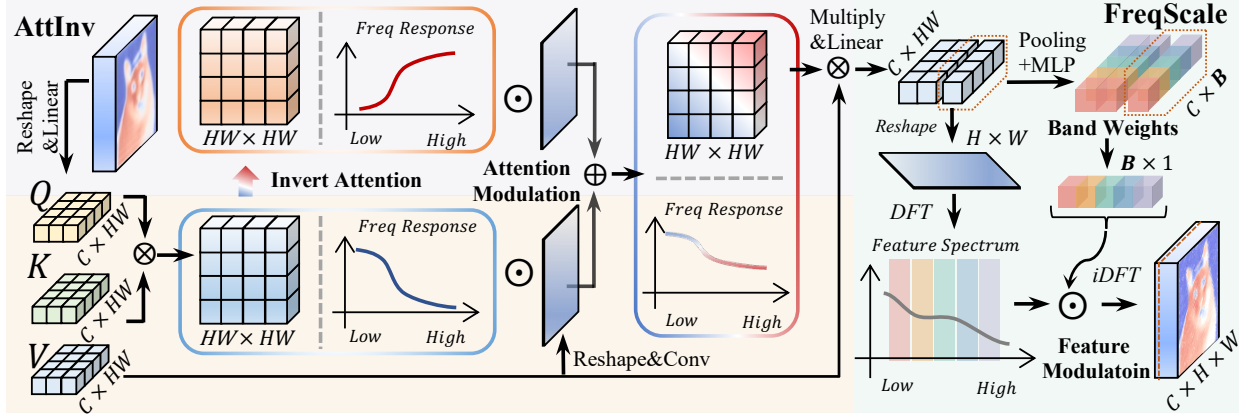 AttInv
Reshape
&Linear
Freq Response
HW × HW
Low
High
Invert Attention
Q
C × HW
K
C × HW
V
C × HW
Freq Response
HW × HW
Low
High
Attention
Modulation
Reshape&Conv
HW × HW
Freq Response
Low
High
Multiply
&Linear
FreqScale
C × HW
Pooling
+MLP
C × B
Band Weights
Reshape
H × W
B × 1
DFT
Feature Spectrum
iDFT
Low
High
Feature
Modulatoin
C × H × W